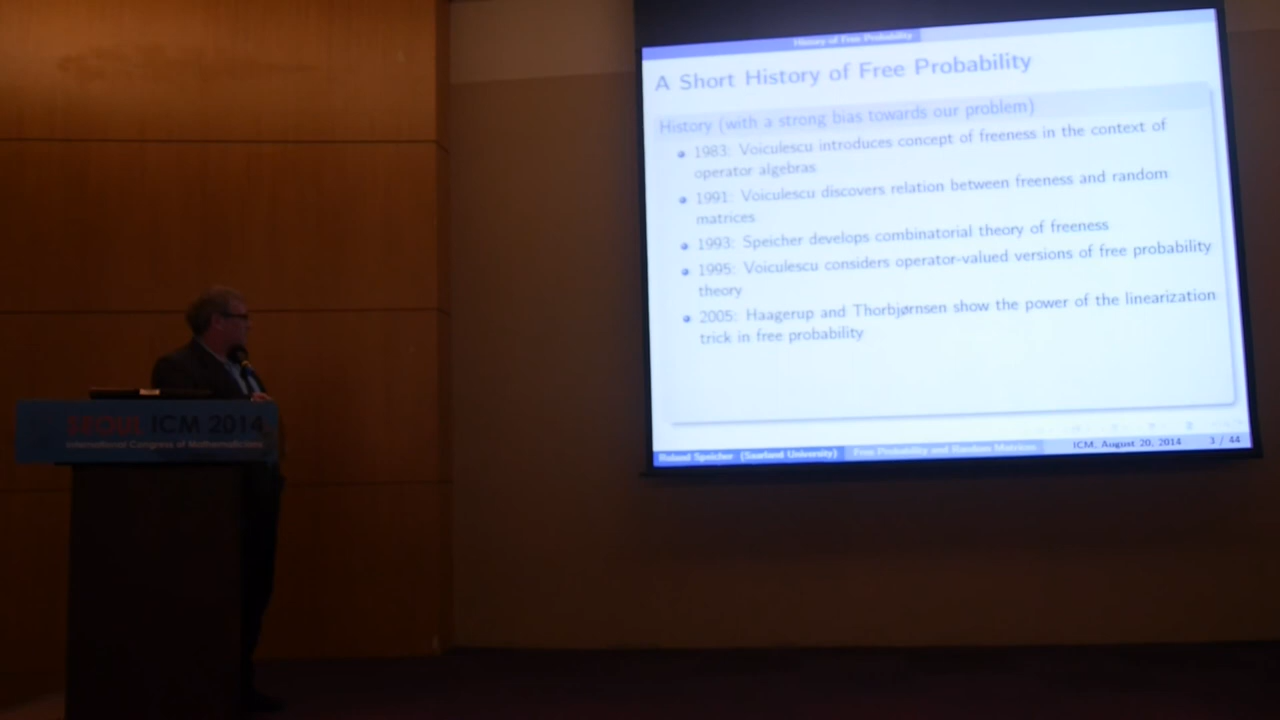 History of Free Probability
A Short History of Free Probability
History (with a strong bias towards our problem)
1983: Voiculescu introduces concept of freeness in the context of
operator algebras
1991: Voiculescu discovers relation between freeness and random
matrices
1993: Speicher develops combinatorial theory of freeness
1995: Voiculescu considers operator-valued versions of free probability
theory
2005: Haagerup and Thorbjørnsen show the power of the linearization
trick in free probability
Roland Speicher (Saarland University) Free Probability and Random Matrices ICM, August 20, 2014 3 / 44
SEOUL ICM 2014
International Congress of Mathematicians